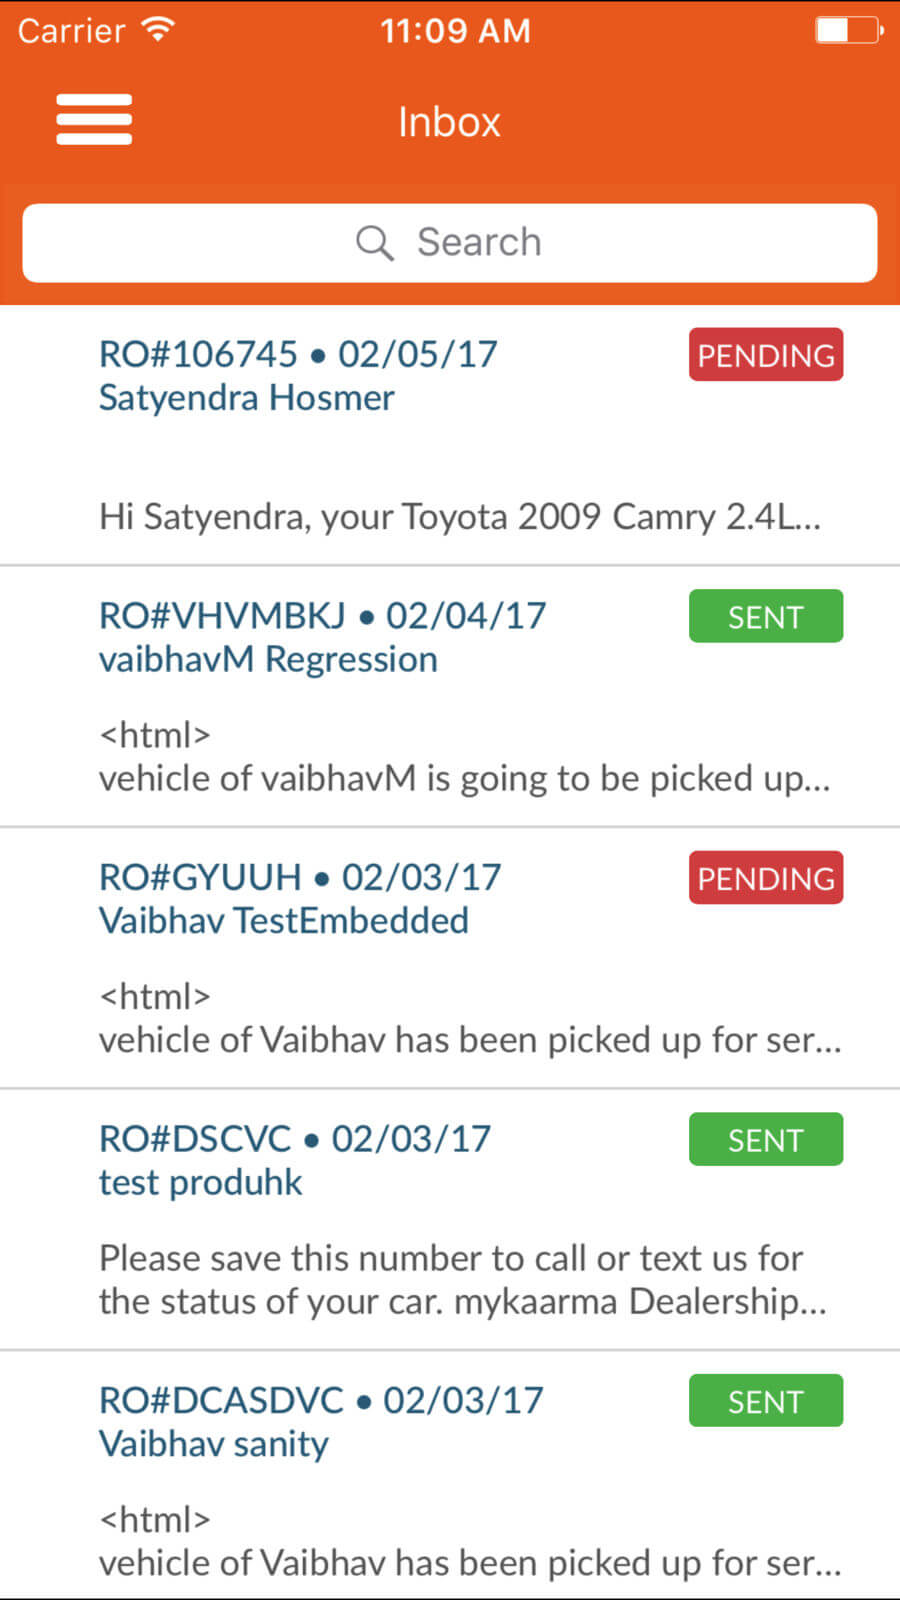 Carrier 11:09 AM
Inbox
Search
RO#106745 • 02/05/17 PENDING
Satyendra Hosmer
Hi Satyendra, your Toyota 2009 Camry 2.4L...
RO#VHVMBKJ • 02/04/17 SENT
vaibhavM Regression
<html>
vehicle of vaibhavM is going to be picked up...
RO#GYUUH • 02/03/17 PENDING
Vaibhav TestEmbedded
<html>
vehicle of Vaibhav has been picked up for ser...
RO#DSCVC • 02/03/17 SENT
test produhk
Please save this number to call or text us for
the status of your car. mykaarma Dealership...
RO#DCASDVC • 02/03/17 SENT
Vaibhav sanity
<html>
vehicle of Vaibhav has been picked up for ser...